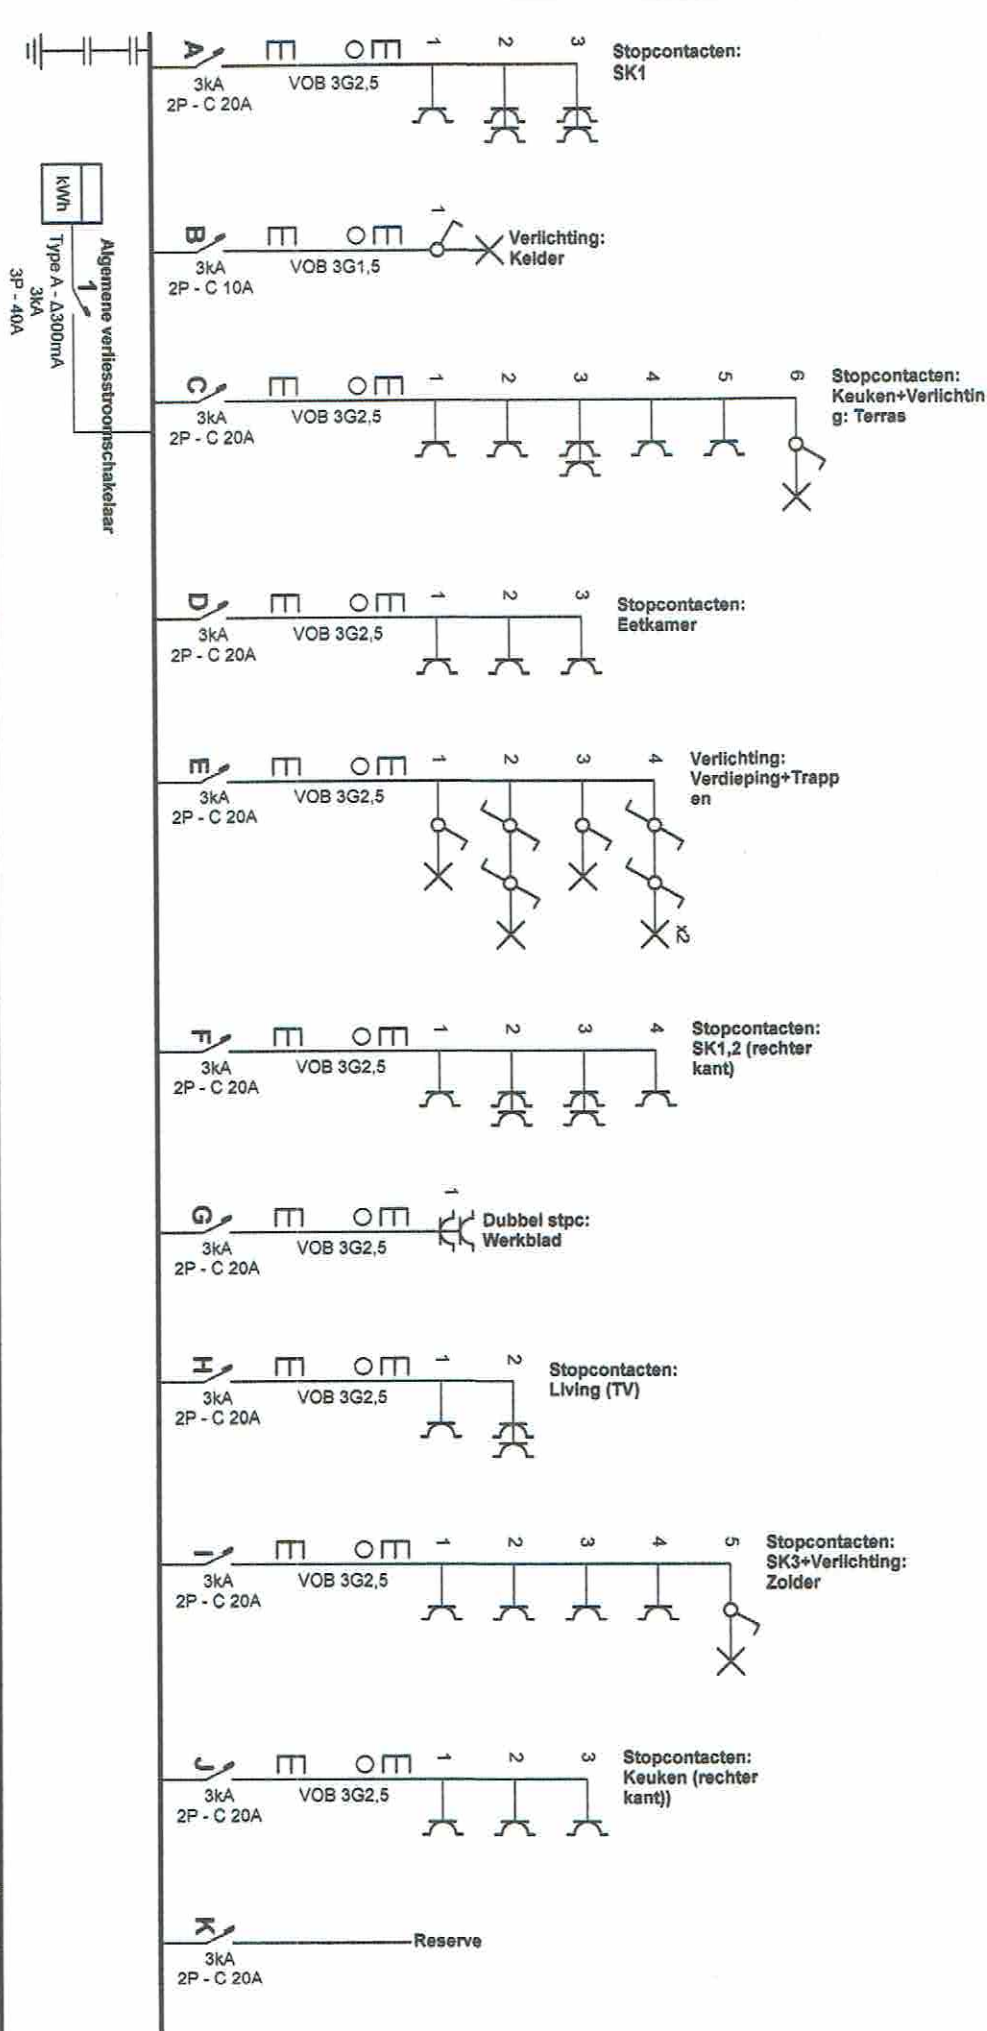 A
3kA
2P - C 20A
VOB 3G2,5
1
2
3
Stopcontacten:
SK1
kWh
Algemene verliesstroomschakelaar
1
Type A - Δ300mA
3kA
3P - 40A
B
3kA
2P - C 10A
VOB 3G1,5
1
Verlichting:
Kelder
C
3kA
2P - C 20A
VOB 3G2,5
1
2
3
4
5
6
Stopcontacten:
Keuken+Verlichtin
g: Terras
D
3kA
2P - C 20A
VOB 3G2,5
1
2
3
Stopcontacten:
Eetkamer
E
3kA
2P - C 20A
VOB 3G2,5
1
2
3
4
x2
Verlichting:
Verdieping+Trapp
en
F
3kA
2P - C 20A
VOB 3G2,5
1
2
3
4
Stopcontacten:
SK1,2 (rechter
kant)
G
3kA
2P - C 20A
VOB 3G2,5
1
Dubbel stpc:
Werkblad
H
3kA
2P - C 20A
VOB 3G2,5
1
2
Stopcontacten:
Living (TV)
I
3kA
2P - C 20A
VOB 3G2,5
1
2
3
4
5
Stopcontacten:
SK3+Verlichting:
Zolder
J
3kA
2P - C 20A
VOB 3G2,5
1
2
3
Stopcontacten:
Keuken (rechter
kant))
K
3kA
2P - C 20A
Reserve